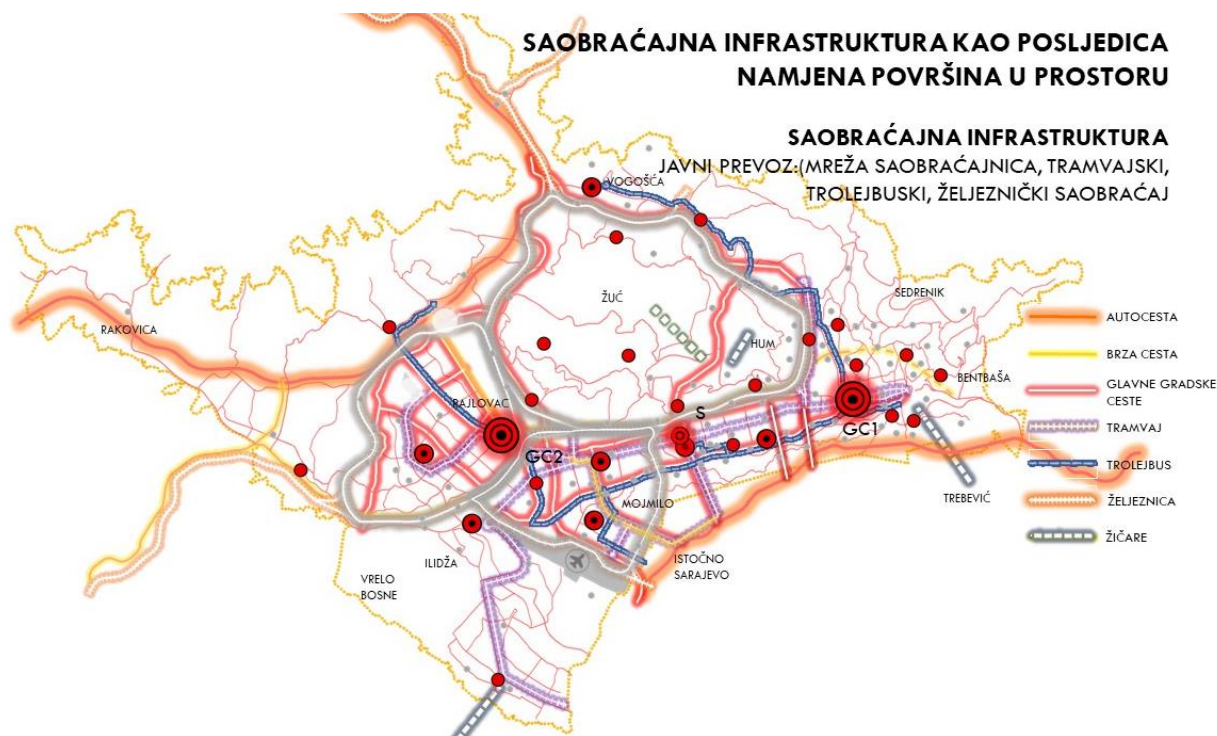 SAOBRAĆAJNA INFRASTRUKTURA KAO POSLJEDICA
NAMJENA POVRŠINA U PROSTORU
SAOBRAĆAJNA INFRASTRUKTURA
JAVNI PREVOZ:(MREŽA SAOBRAĆAJNICA, TRAMVAJSKI,
TROLEJBUSKI, ŽELJEZNIČKI SAOBRAĆAJ
VOGOŠĆA
SEDRENIK
ŽUČ
RAKOVICA
HUM
BENTBAŠA
RAJLOVAC
S
GC1
GC2
TREBEVIĆ
MOJMILO
ILIDŽA
ISTOČNO
SARAJEVO
VRELO
BOSNE
AUTOCESTA
BRZA CESTA
GLAVNE GRADSKE
CESTE
TRAMVAJ
TROLEJBUS
ŽELJEZNICA
ŽIČARE